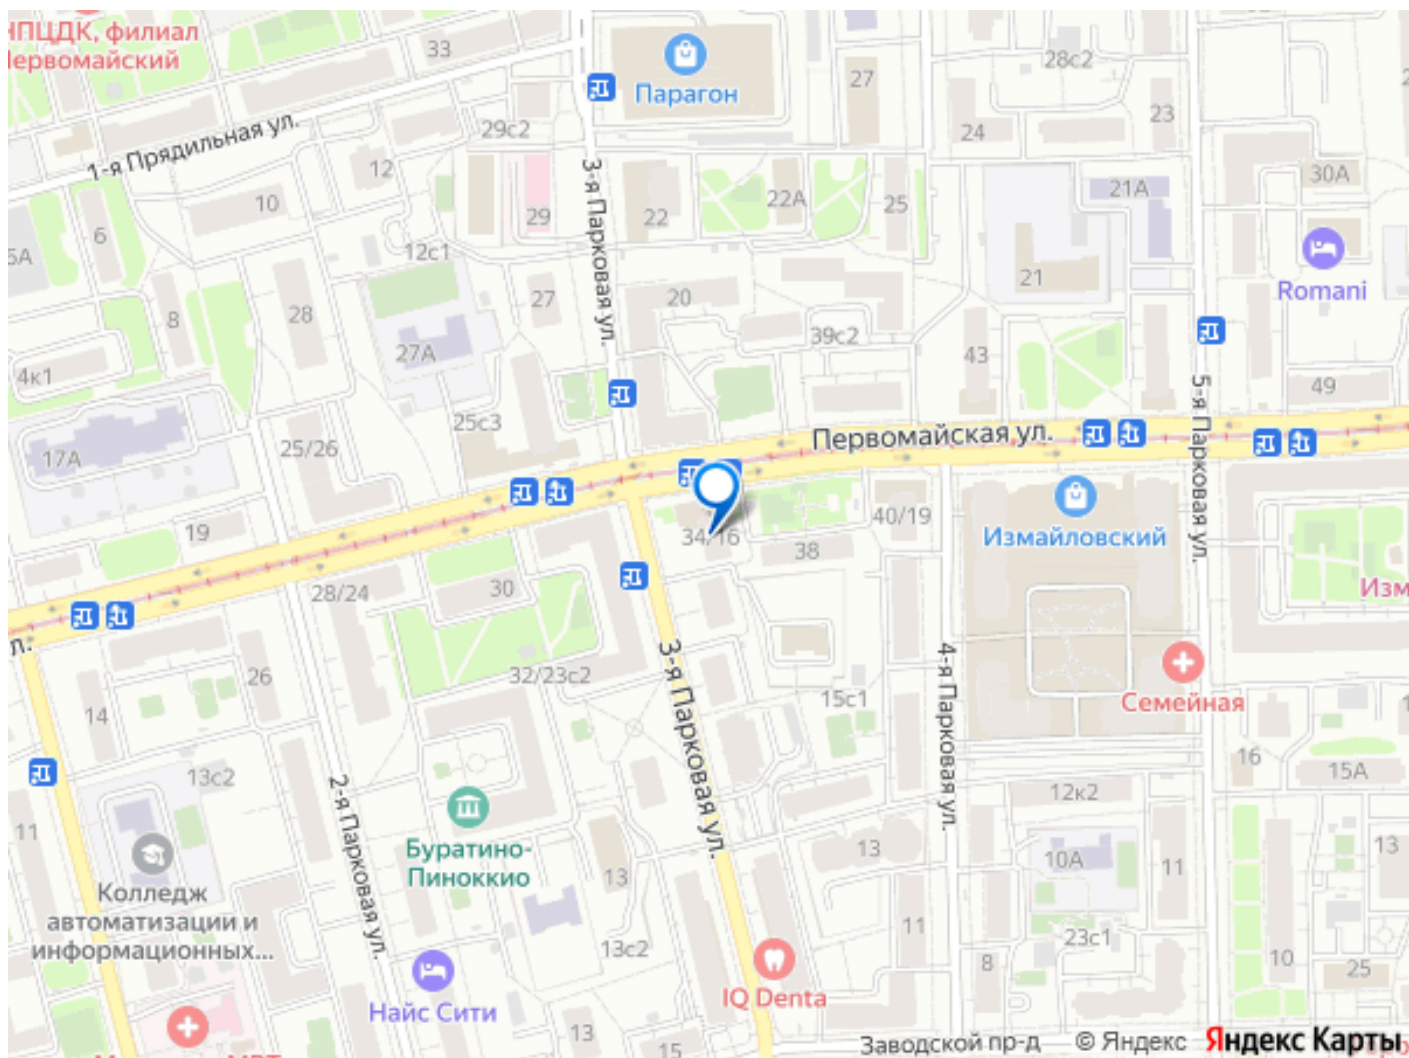 НПЦДК, филиал
Первомайский
33
Парагон
27
28с2
23
24
29с2
1-я Прядильная ул.
12
10
3-я Парковая ул.
29
22
22А
25
21А
30А
6
12с1
27
20
21
Romani
28
8
27А
39с2
43
49
4к1
25с3
5-я Парковая ул.
17А
25/26
Первомайская ул.
34/16
38
40/19
Измайловский
19
28/24
30
32/23с2
Изм
л.
26
14
3-я Парковая ул.
15с1
4-я Парковая ул.
Семейная
16
15А
13с2
2-я Парковая ул.
12к2
11
Буратино-
Пиноккио
13
13
10А
11
13
Колледж
автоматизации и
информационных...
13с2
11
23с1
8
10
25
Найс Сити
IQ Denta
13
15
Заводской пр-д
© Яндекс
Яндекс Карты